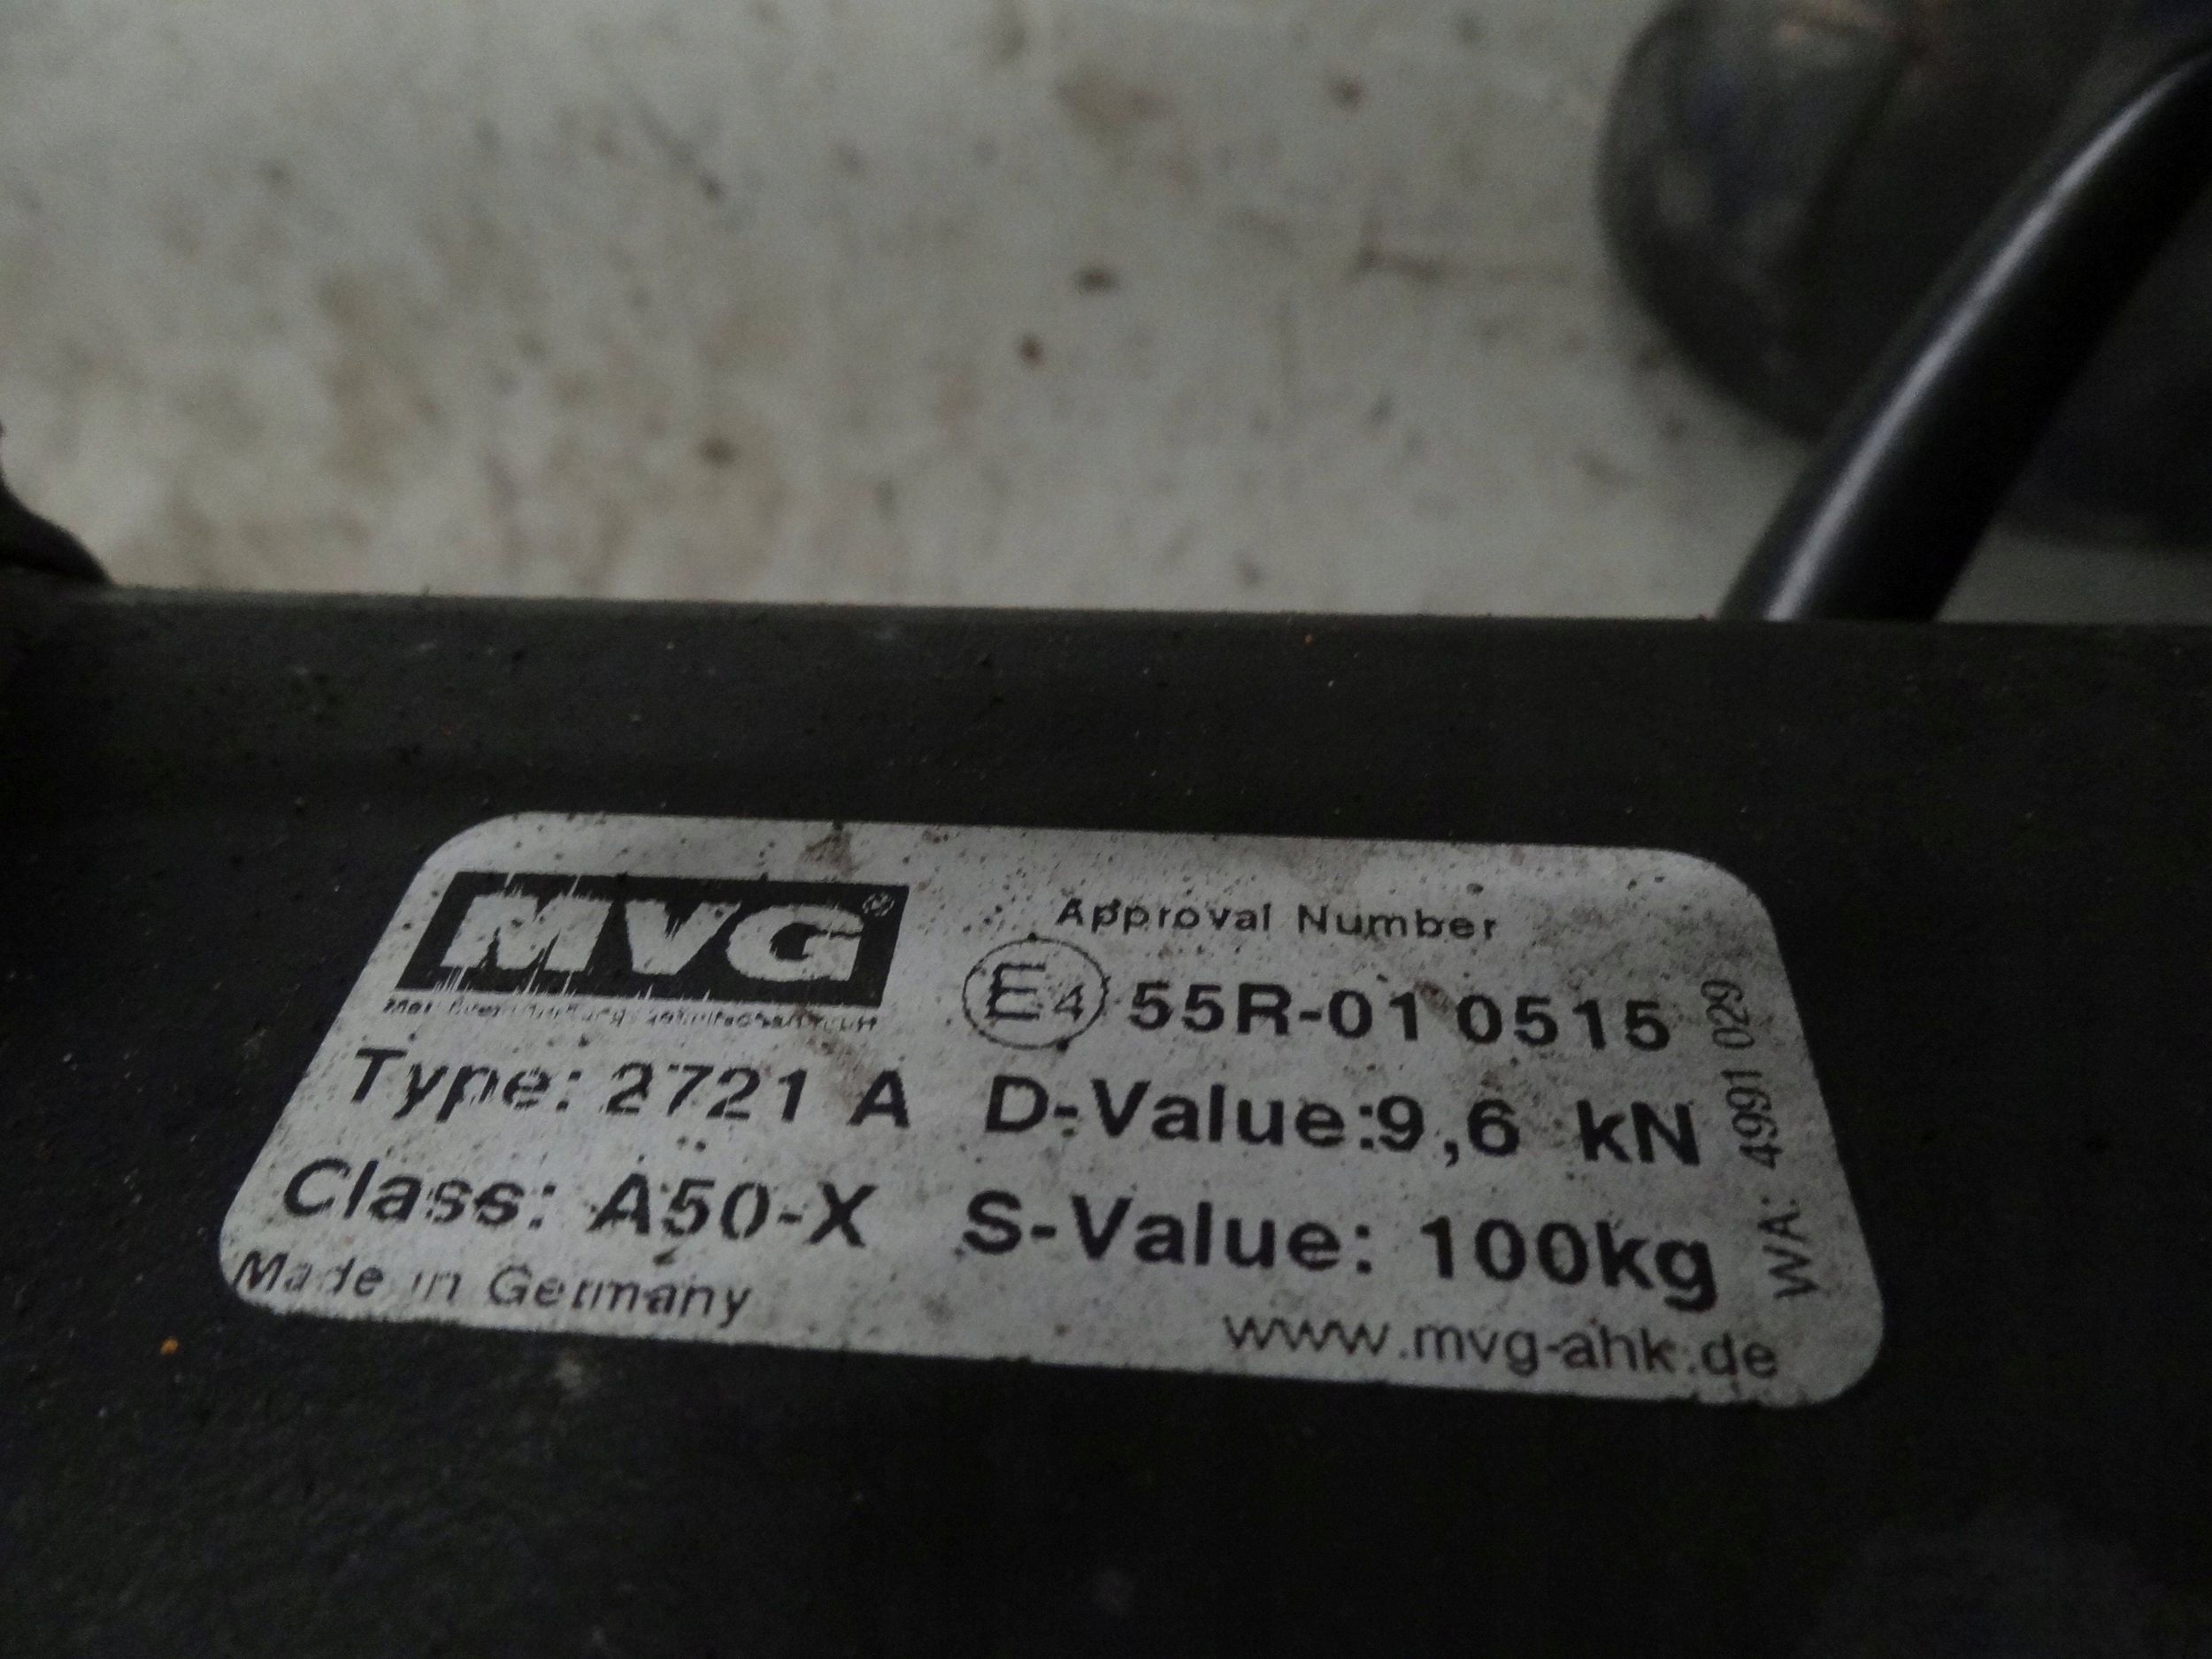 MVG®
Approval Number
E4 55R-01 0515
Type: 2721 A D-Value:9,6 kN
Class: A50-X S-Value: 100kg
Made in Germany
www.mvg-ahk.de
WA: 4991 029